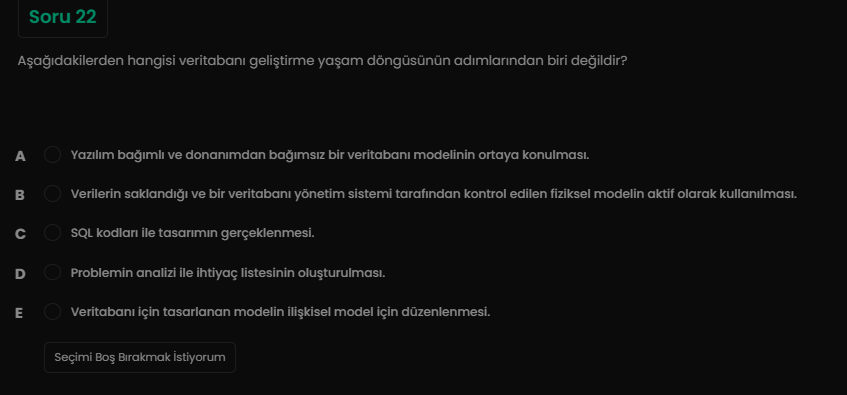 Soru 22
Aşağıdakilerden hangisi veritabanı geliştirme yaşam döngüsünün adımlarından biri değildir?
A Yazılım bağımlı ve donanımdan bağımsız bir veritabanı modelinin ortaya konulması.
B Verilerin saklandığı ve bir veritabanı yönetim sistemi tarafından kontrol edilen fiziksel modelin aktif olarak kullanılması.
C SQL kodları ile tasarımın gerçeklenmesi.
D Problemin analizi ile ihtiyaç listesinin oluşturulması.
E Veritabanı için tasarlanan modelin ilişkisel model için düzenlenmesi.
Seçimi Boş Bırakmak İstiyorum